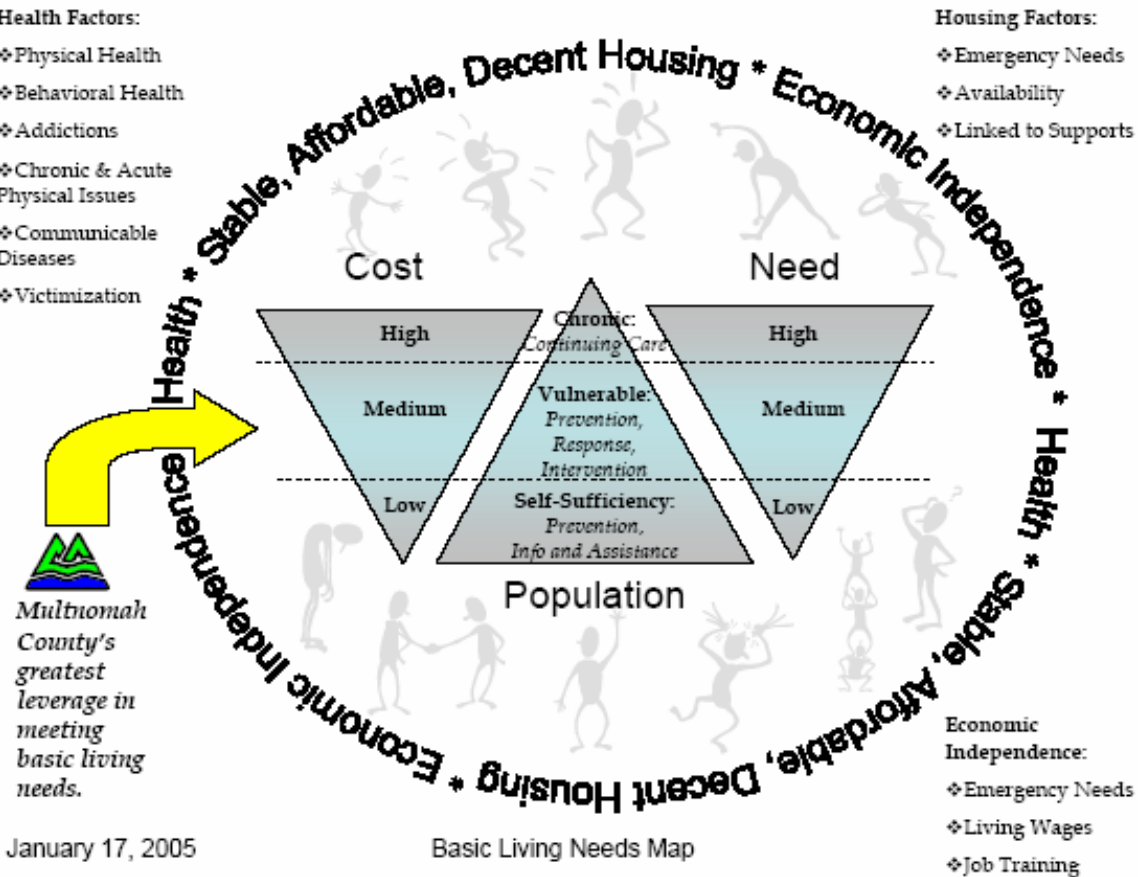 Health Factors:
❖Physical Health
❖Behavioral Health
❖Addictions
❖Chronic & Acute
Physical Issues
❖Communicable
Diseases
❖Victimization
Housing Factors:
❖Emergency Needs
❖Availability
❖Linked to Supports
Health * Stable, Affordable, Decent Housing * Economic Independence * Health * Stable, Affordable, Decent Housing * Economic Independence
Cost
High
Medium
Low
Chronic:
Continuing Care
Vulnerable:
Prevention,
Response,
Intervention
Self-Sufficiency:
Prevention,
Info and Assistance
Population
Need
High
Medium
Low
Multnomah
County's
greatest
leverage in
meeting
basic living
needs.
Economic
Independence:
❖Emergency Needs
❖Living Wages
❖Job Training
January 17, 2005
Basic Living Needs Map